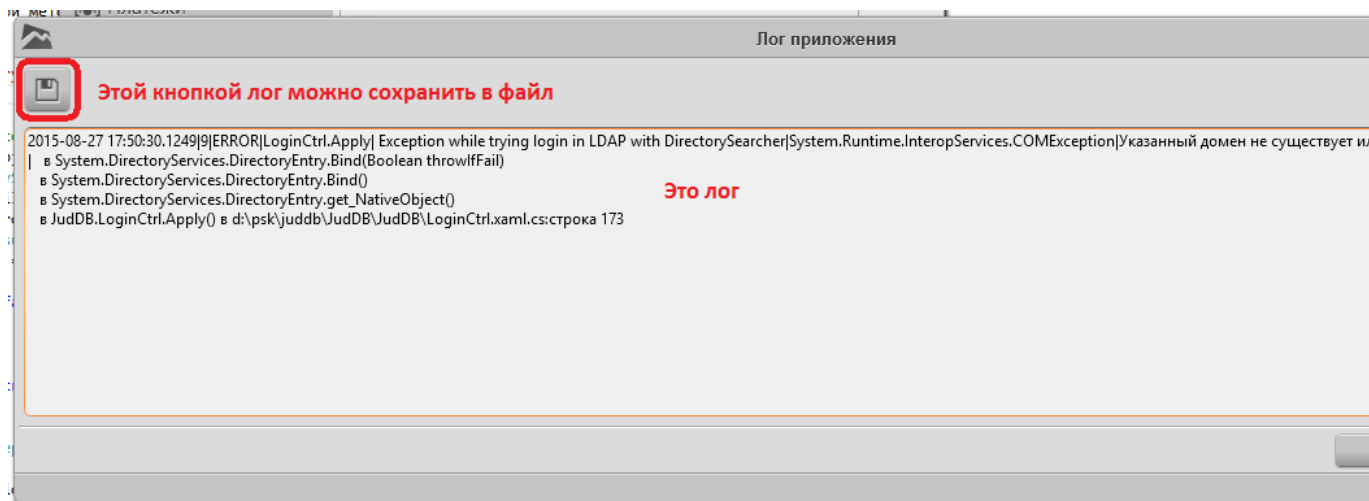 Платежи
Лог приложения
Этой кнопкой лог можно сохранить в файл
2015-08-27 17:50:30.1249|9|ERROR|LoginCtrl.Apply| Exception while trying login in LDAP with DirectorySearcher|System.Runtime.InteropServices.COMException|Указанный домен не существует
| в System.DirectoryServices.DirectoryEntry.Bind(Boolean throwIfFail)
в System.DirectoryServices.DirectoryEntry.Bind()
Это лог
в System.DirectoryServices.DirectoryEntry.get_NativeObject()
в JudDB.LoginCtrl.Apply() в d:\psk\juddb\JudDB\JudDB\LoginCtrl.xaml.cs:строка 173